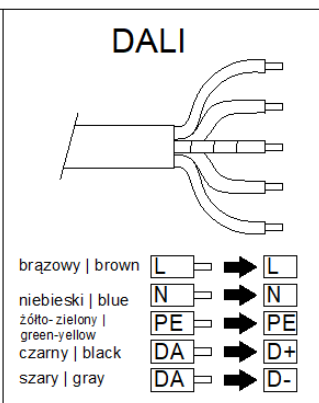 DALI
brązowy | brown L L
niebieski | blue N N
żółto-zielony |
green-yellow PE PE
czarny | black DA D+
szary | gray DA D-